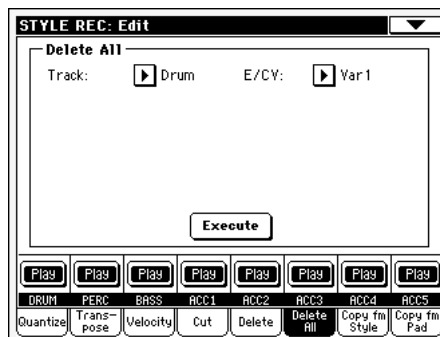 STYLE REC: Edit
Delete All
Track: Drum E/CV: Var1
Execute
Play Play Play Play Play Play Play Play
DRUM PERC BASS ACC1 ACC2 ACC3 ACC4 ACC5
Quantize Trans- Velocity Cut Delete Delete Copy fm Copy fm
pose All Style Pad